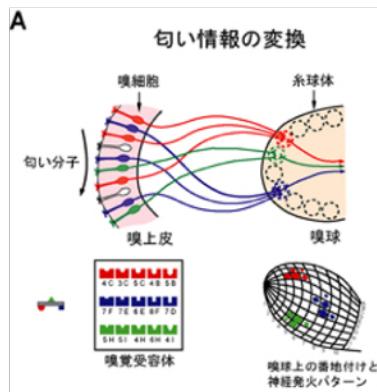 A
匂い情報の変換
嗅細胞
糸球体
匂い分子
嗅上皮
嗅球
4C 3C 5C 4B 5B
7F 7E 6E 8F 7D
5H 5I 4H 6H 4I
嗅覚受容体
嗅球上の番地付けと
神経発火パターン